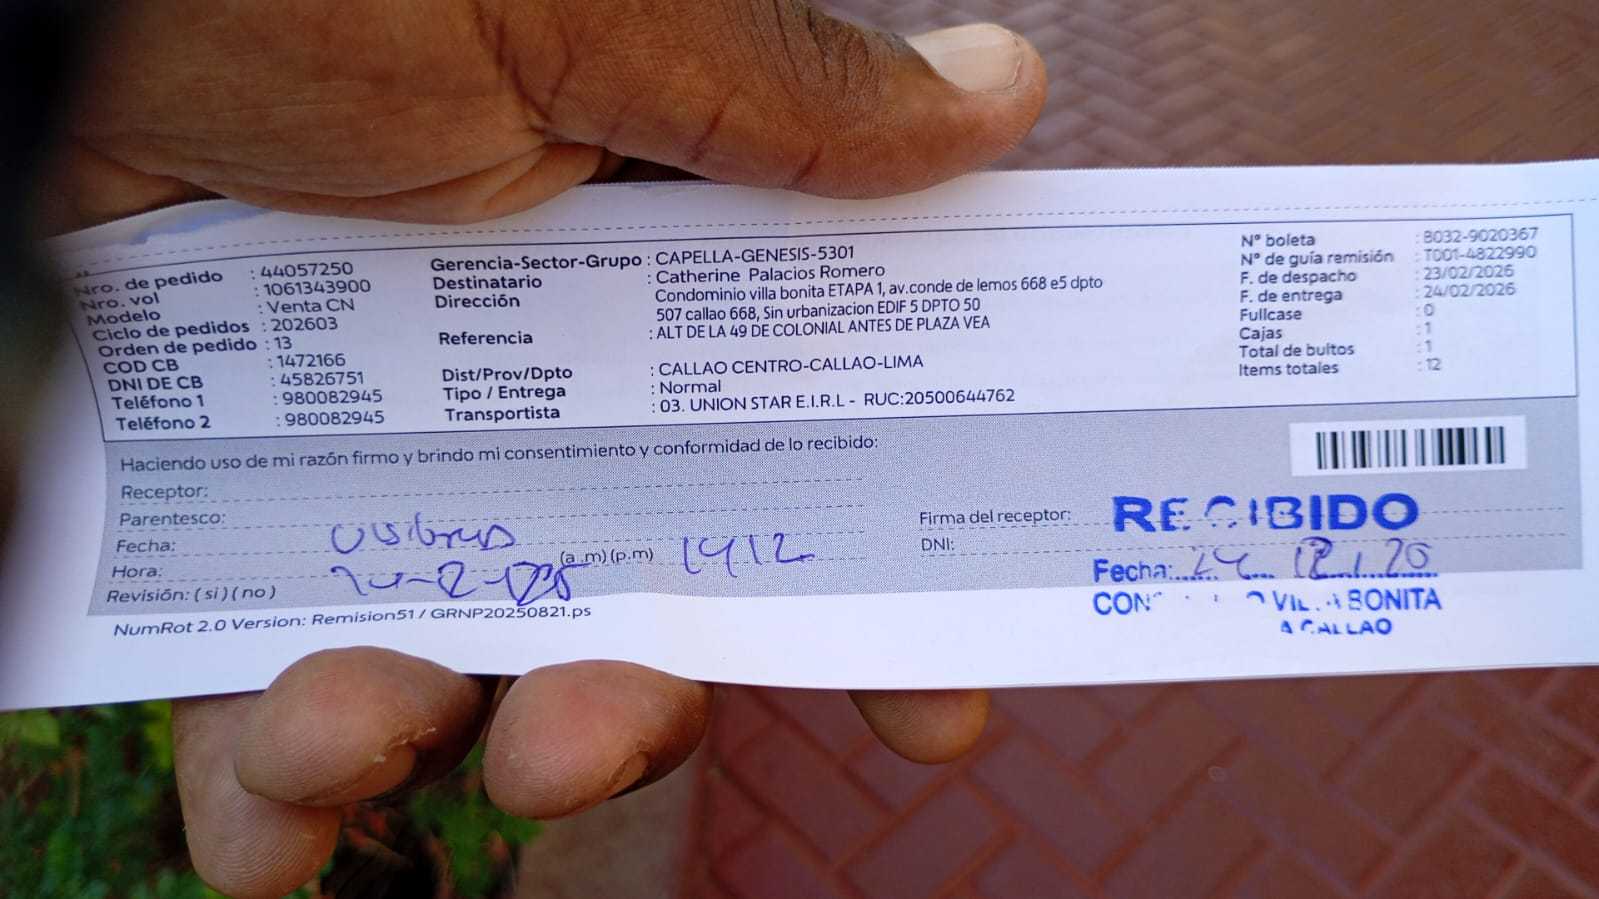 Nro. de pedido : 44057250
Nro. vol : 1061343900
Modelo : Venta CN
Ciclo de pedidos : 202603
Orden de pedido : 13
COD CB : 1472166
DNI DE CB : 45826751
Teléfono 1 : 980082945
Teléfono 2 : 980082945
Gerencia-Sector-Grupo : CAPELLA-GENESIS-5301
Destinatario : Catherine Palacios Romero
Dirección Condominio villa bonita ETAPA 1, av.conde de lemos 668 e5 dpto
507 callao 668, Sin urbanizacion EDIF 5 DPTO 50
Referencia : ALT DE LA 49 DE COLONIAL ANTES DE PLAZA VEA
Dist/Prov/Dpto : CALLAO CENTRO-CALLAO-LIMA
Tipo / Entrega : Normal
Transportista : 03. UNION STAR E.I.R.L - RUC:20500644762
N° boleta : B032-9020367
N° de guía remisión : T001-4822990
F. de despacho : 23/02/2026
F. de entrega : 24/02/2026
Fullcase : 0
Cajas : 1
Total de bultos : 1
Items totales : 12
Haciendo uso de mi razón firmo y brindo mi consentimiento y conformidad de lo recibido:
Receptor:
Parentesco:
Fecha:
Hora: (a .m) (p.m) 1412
Revisión: ( si ) ( no )
Firma del receptor:
DNI:
RECIBIDO
Fecha:
VILLA BONITA
CALLAO
NumRot 2.0 Version: Remision51 / GRNP20250821.ps